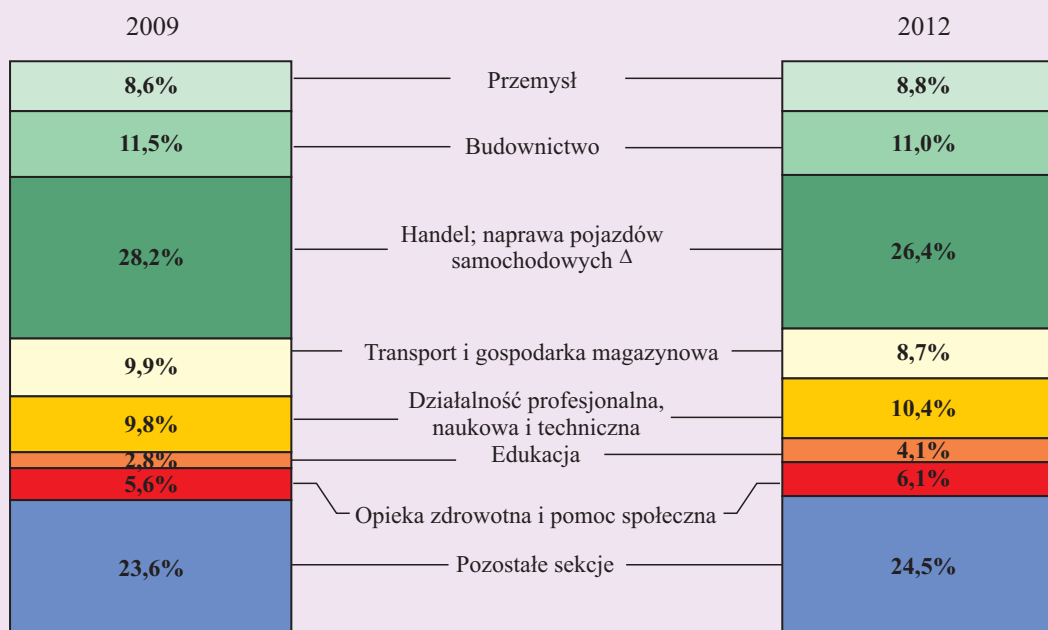 2009
2012
8,6%
Przemysł
8,8%
11,5%
Budownictwo
11,0%
28,2%
Handel; naprawa pojazdów
samochodowych Δ
26,4%
9,9%
Transport i gospodarka magazynowa
8,7%
9,8%
Działalność profesjonalna,
naukowa i techniczna
10,4%
2,8%
Edukacja
4,1%
5,6%
Opieka zdrowotna i pomoc społeczna
6,1%
23,6%
Pozostałe sekcje
24,5%